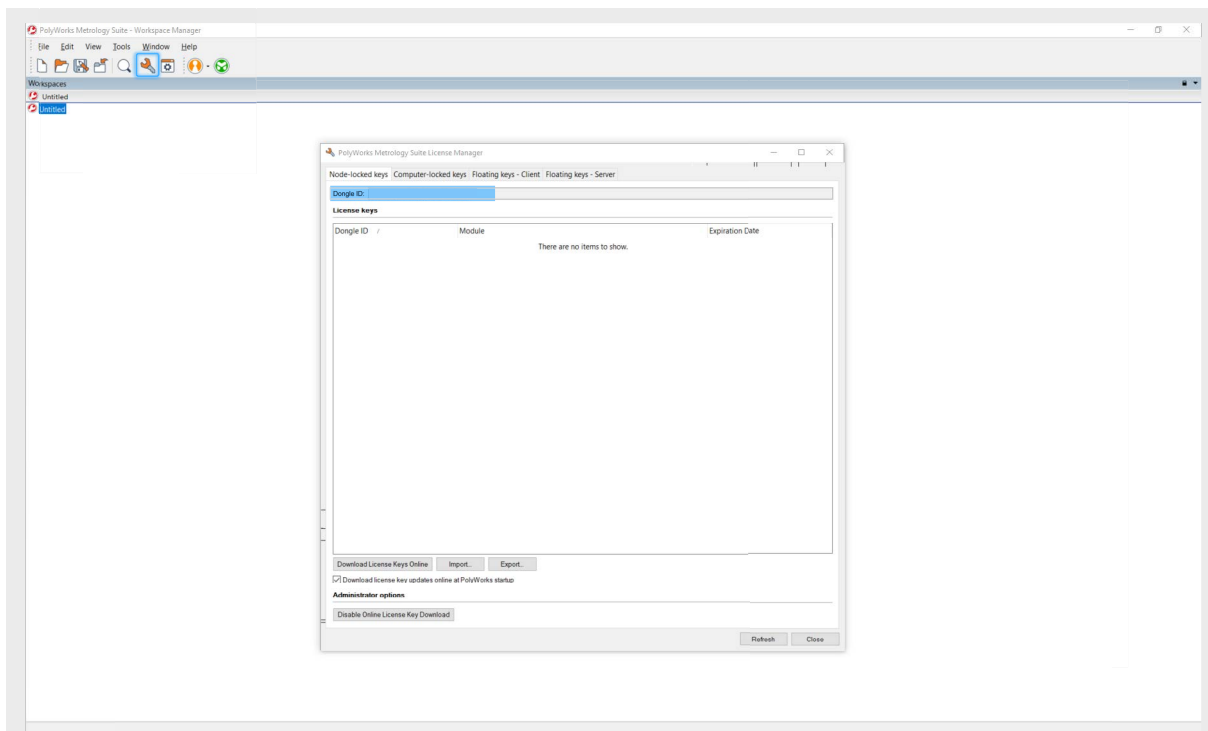 PolyWorks Metrology Suite - Workspace Manager
File Edit View Tools Window Help
Workspaces
Untitled
Untitled
PolyWorks Metrology Suite License Manager
Node-locked keys Computer-locked keys Floating keys - Client Floating keys - Server
Dongle ID:
License keys
Dongle ID Module Expiration Date
There are no items to show.
Download License Keys Online Import... Export...
Download license key updates online at PolyWorks startup
Administrator options
Disable Online License Key Download
Refresh Close